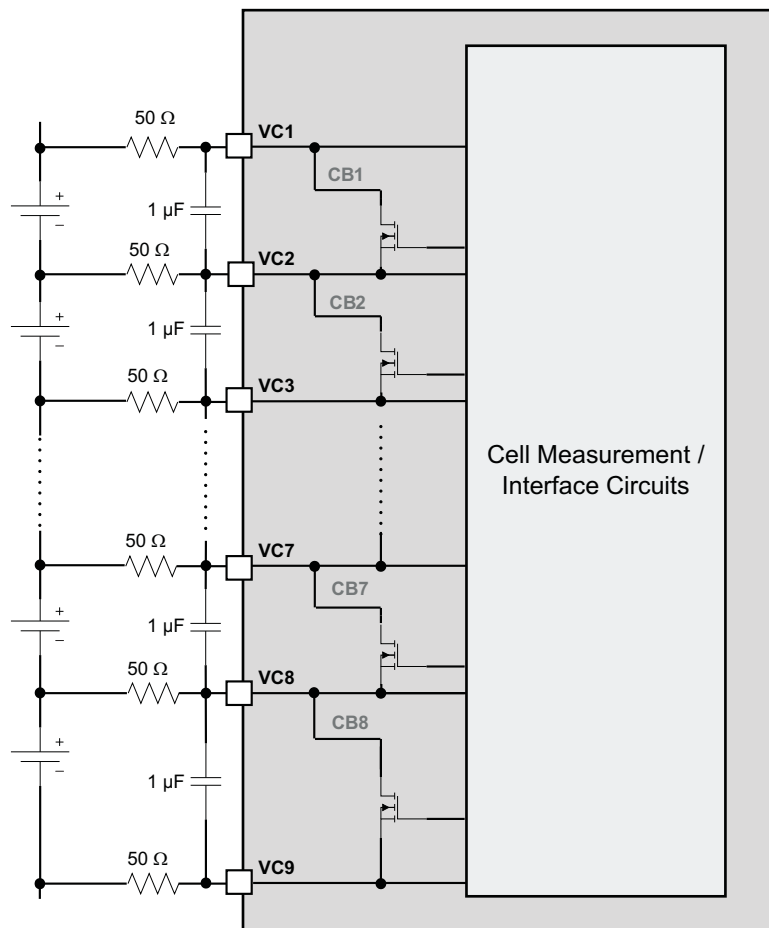 50 Ω
VC1
CB1
+
1 µF
–
50 Ω
VC2
CB2
+
1 µF
–
50 Ω
VC3
Cell Measurement /
Interface Circuits
50 Ω
VC7
CB7
+
1 µF
–
50 Ω
VC8
CB8
+
–
1 µF
50 Ω
VC9